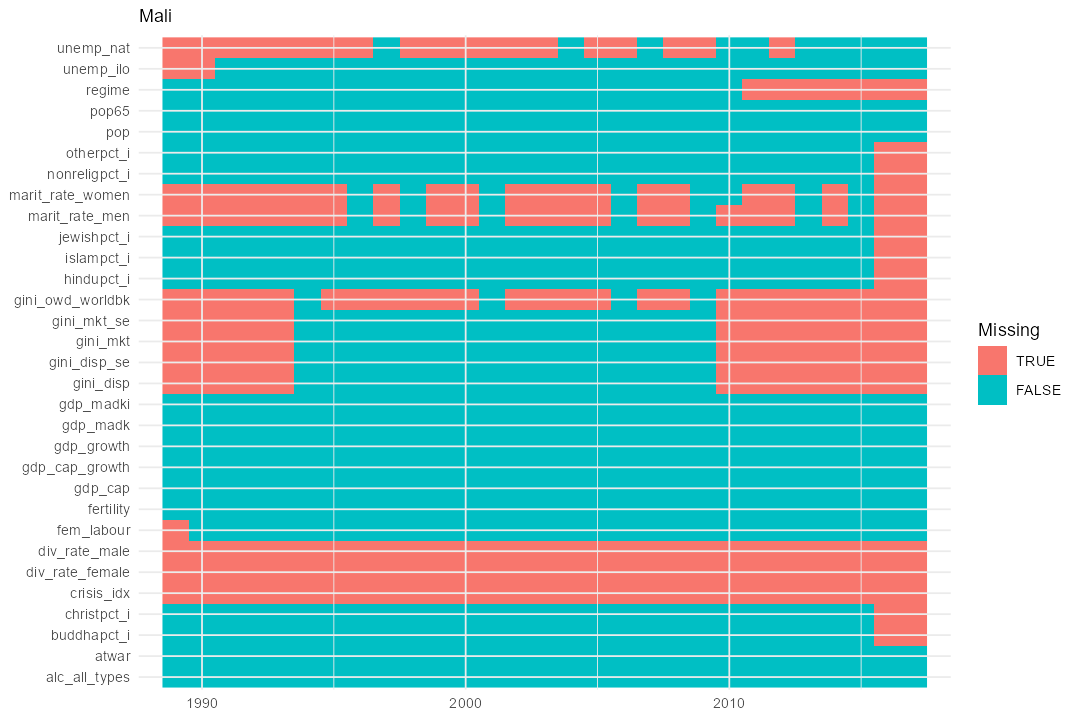 Mali
unemp_nat
unemp_ilo
regime
pop65
pop
otherpct_i
nonreligpct_i
marit_rate_women
marit_rate_men
jewishpct_i
islampct_i
hindupct_i
gini_owd_worldbk
gini_mkt_se
gini_mkt
gini_disp_se
gini_disp
gdp_madki
gdp_madk
gdp_growth
gdp_cap_growth
gdp_cap
fertility
fem_labour
div_rate_male
div_rate_female
crisis_idx
christpct_i
buddhapct_i
atwar
alc_all_types
1990 2000 2010
Missing
TRUE
FALSE